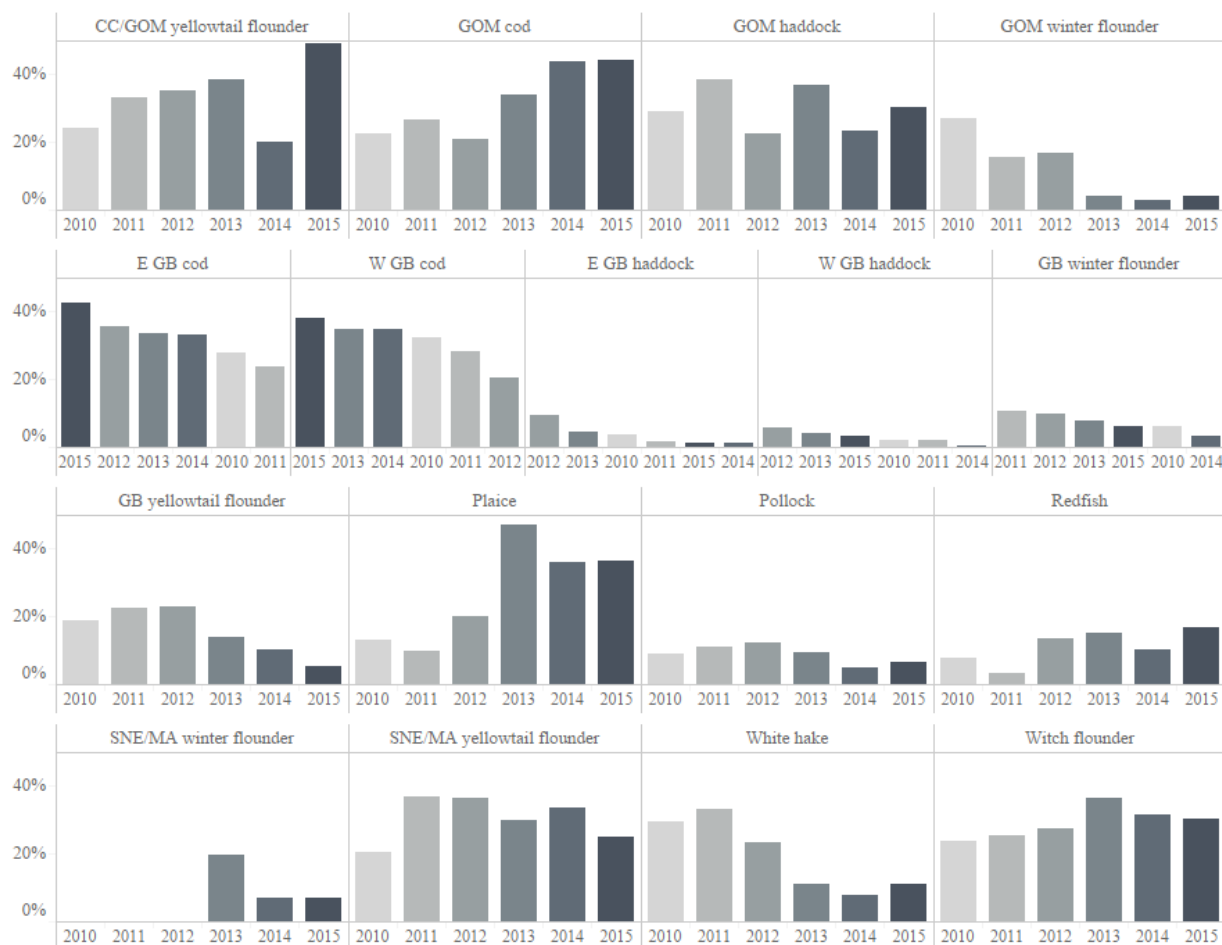 CC/GOM yellowtail flounder GOM cod GOM haddock GOM winter flounder
40%
20%
0%
2010 2011 2012 2013 2014 2015 2010 2011 2012 2013 2014 2015 2010 2011 2012 2013 2014 2015 2010 2011 2012 2013 2014 2015
E GB cod W GB cod E GB haddock W GB haddock GB winter flounder
40%
20%
0%
2015 2012 2013 2014 2010 2011 2015 2013 2014 2010 2011 2012 2012 2013 2010 2011 2015 2014 2012 2013 2015 2010 2011 2014 2011 2012 2013 2015 2010 2014
GB yellowtail flounder Plaice Pollock Redfish
40%
20%
0%
2010 2011 2012 2013 2014 2015 2010 2011 2012 2013 2014 2015 2010 2011 2012 2013 2014 2015 2010 2011 2012 2013 2014 2015
SNE/MA winter flounder SNE/MA yellowtail flounder White hake Witch flounder
40%
20%
0%
2010 2011 2012 2013 2014 2015 2010 2011 2012 2013 2014 2015 2010 2011 2012 2013 2014 2015 2010 2011 2012 2013 2014 2015